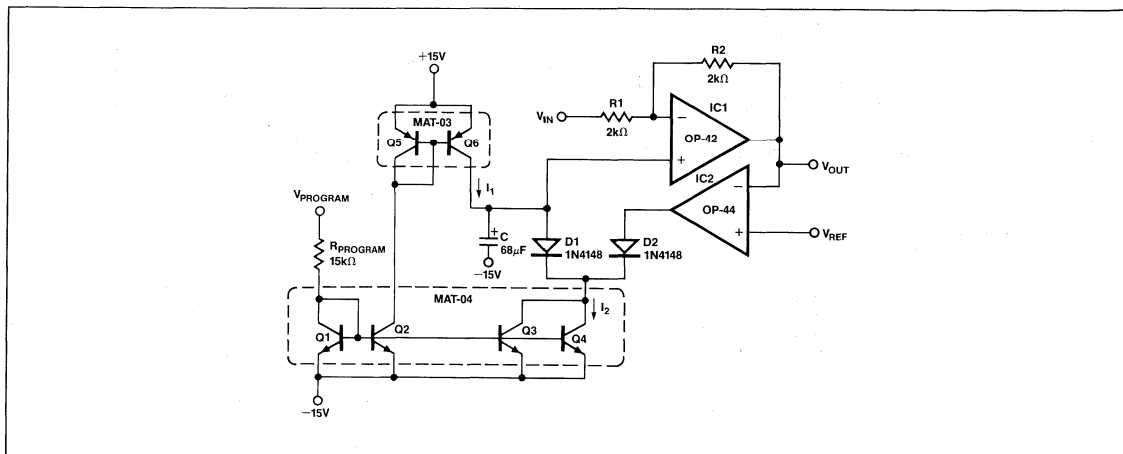 +15V
R2
2kΩ
MAT-03
Q5
Q6
V_IN
R1
2kΩ
IC1
−
OP-42
+
V_OUT
I₁
IC2
−
OP-44
+
V_REF
V_PROGRAM
R_PROGRAM
15kΩ
+
C
68μF
−15V
D1
1N4148
D2
1N4148
MAT-04
I₂
Q1
Q2
Q3
Q4
−15V